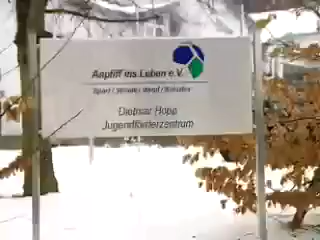 Anpfiff ins Leben e.V.
Sport / Schule / Beruf / Soziales
Dietmar Hopp
Jugendförderzentrum